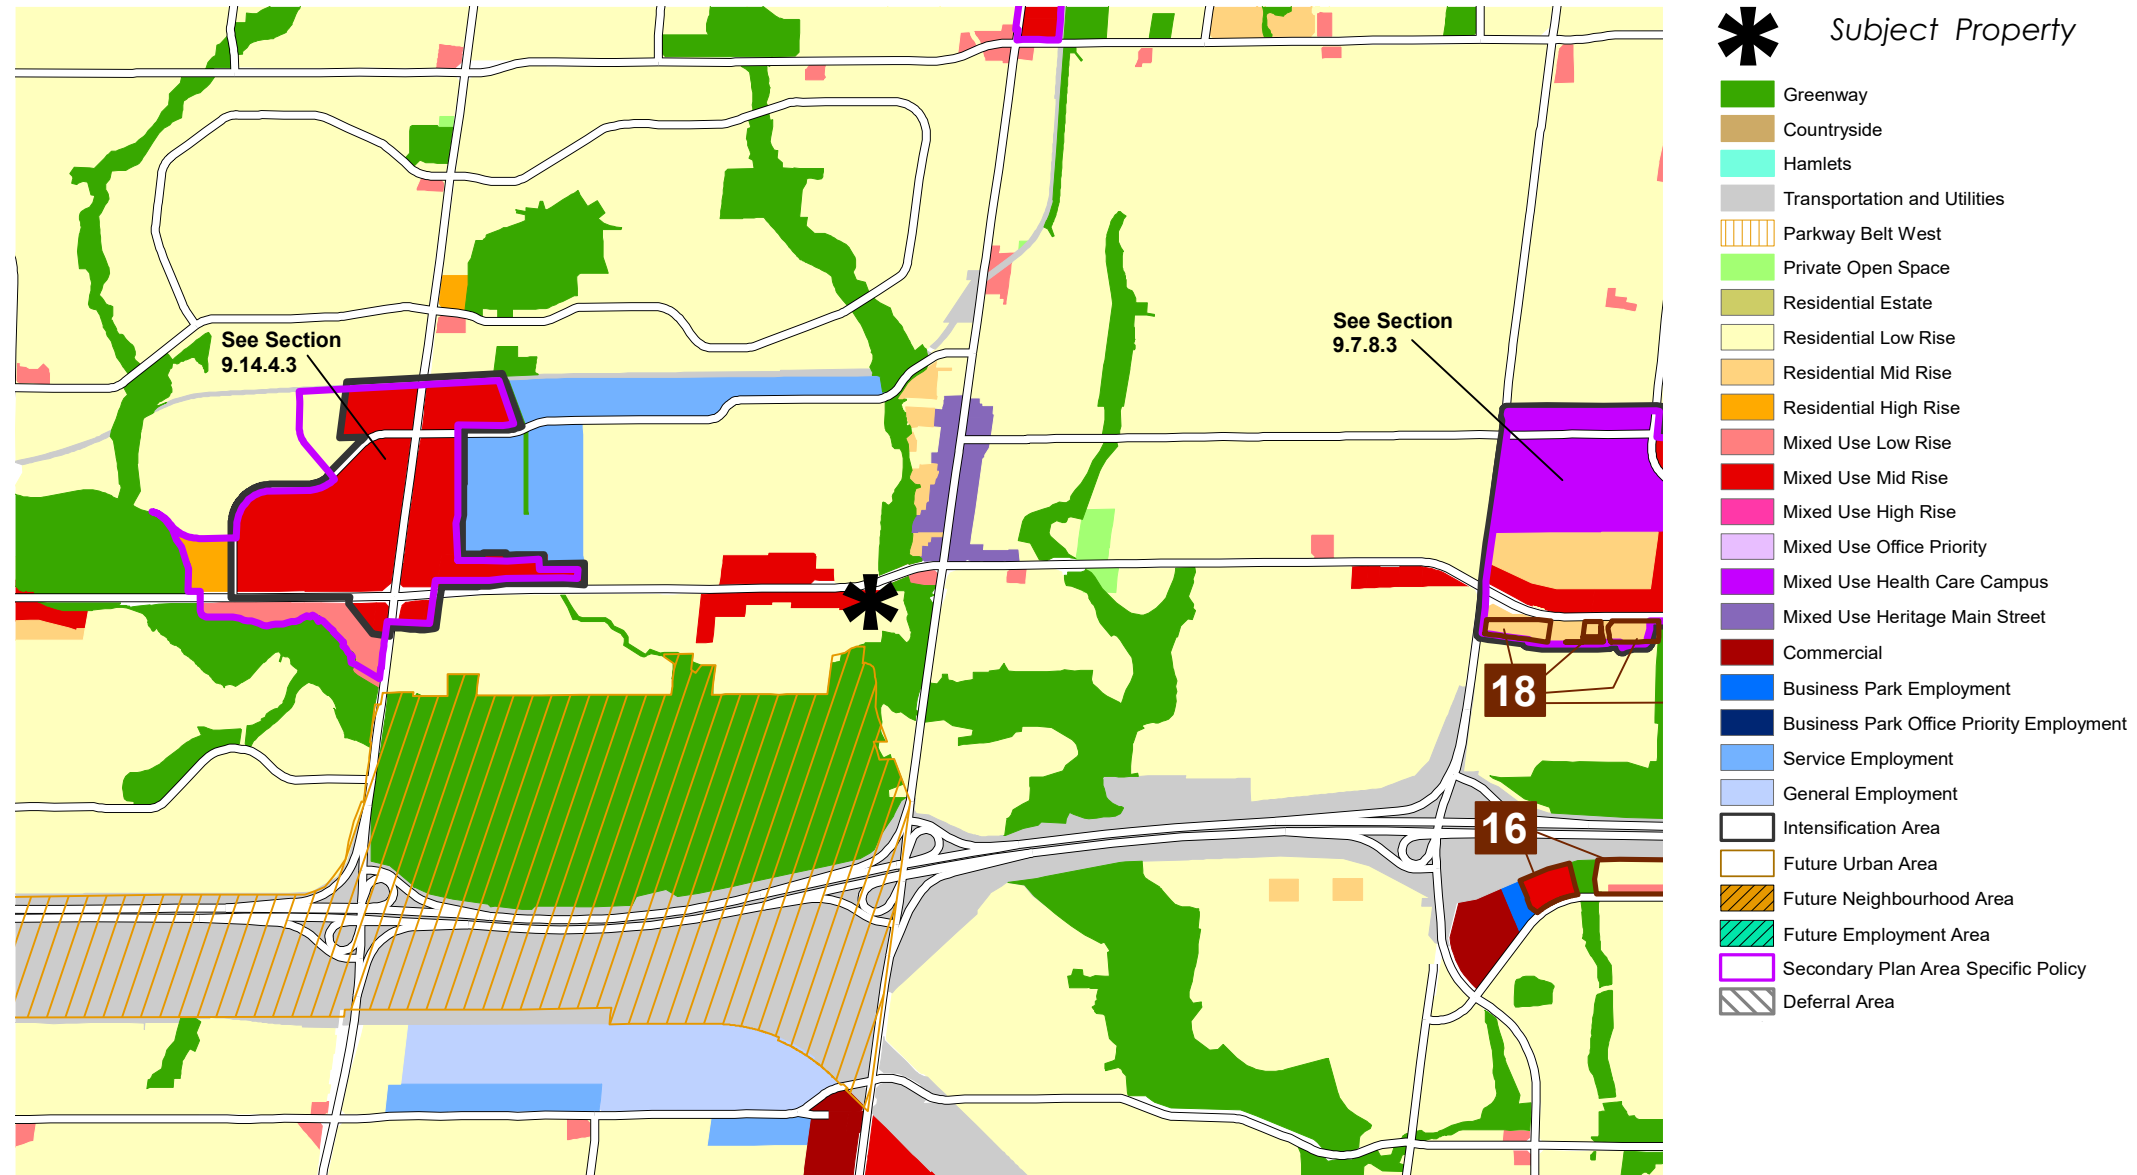 Subject Property
Greenway
Countryside
Hamlets
Transportation and Utilities
Parkway Belt West
Private Open Space
Residential Estate
Residential Low Rise
Residential Mid Rise
Residential High Rise
Mixed Use Low Rise
Mixed Use Mid Rise
Mixed Use High Rise
Mixed Use Office Priority
Mixed Use Health Care Campus
Mixed Use Heritage Main Street
Commercial
Business Park Employment
Business Park Office Priority Employment
Service Employment
General Employment
Intensification Area
Future Urban Area
Future Neighbourhood Area
Future Employment Area
Secondary Plan Area Specific Policy
Deferral Area
See Section
9.14.4.3
See Section
9.7.8.3
18
16